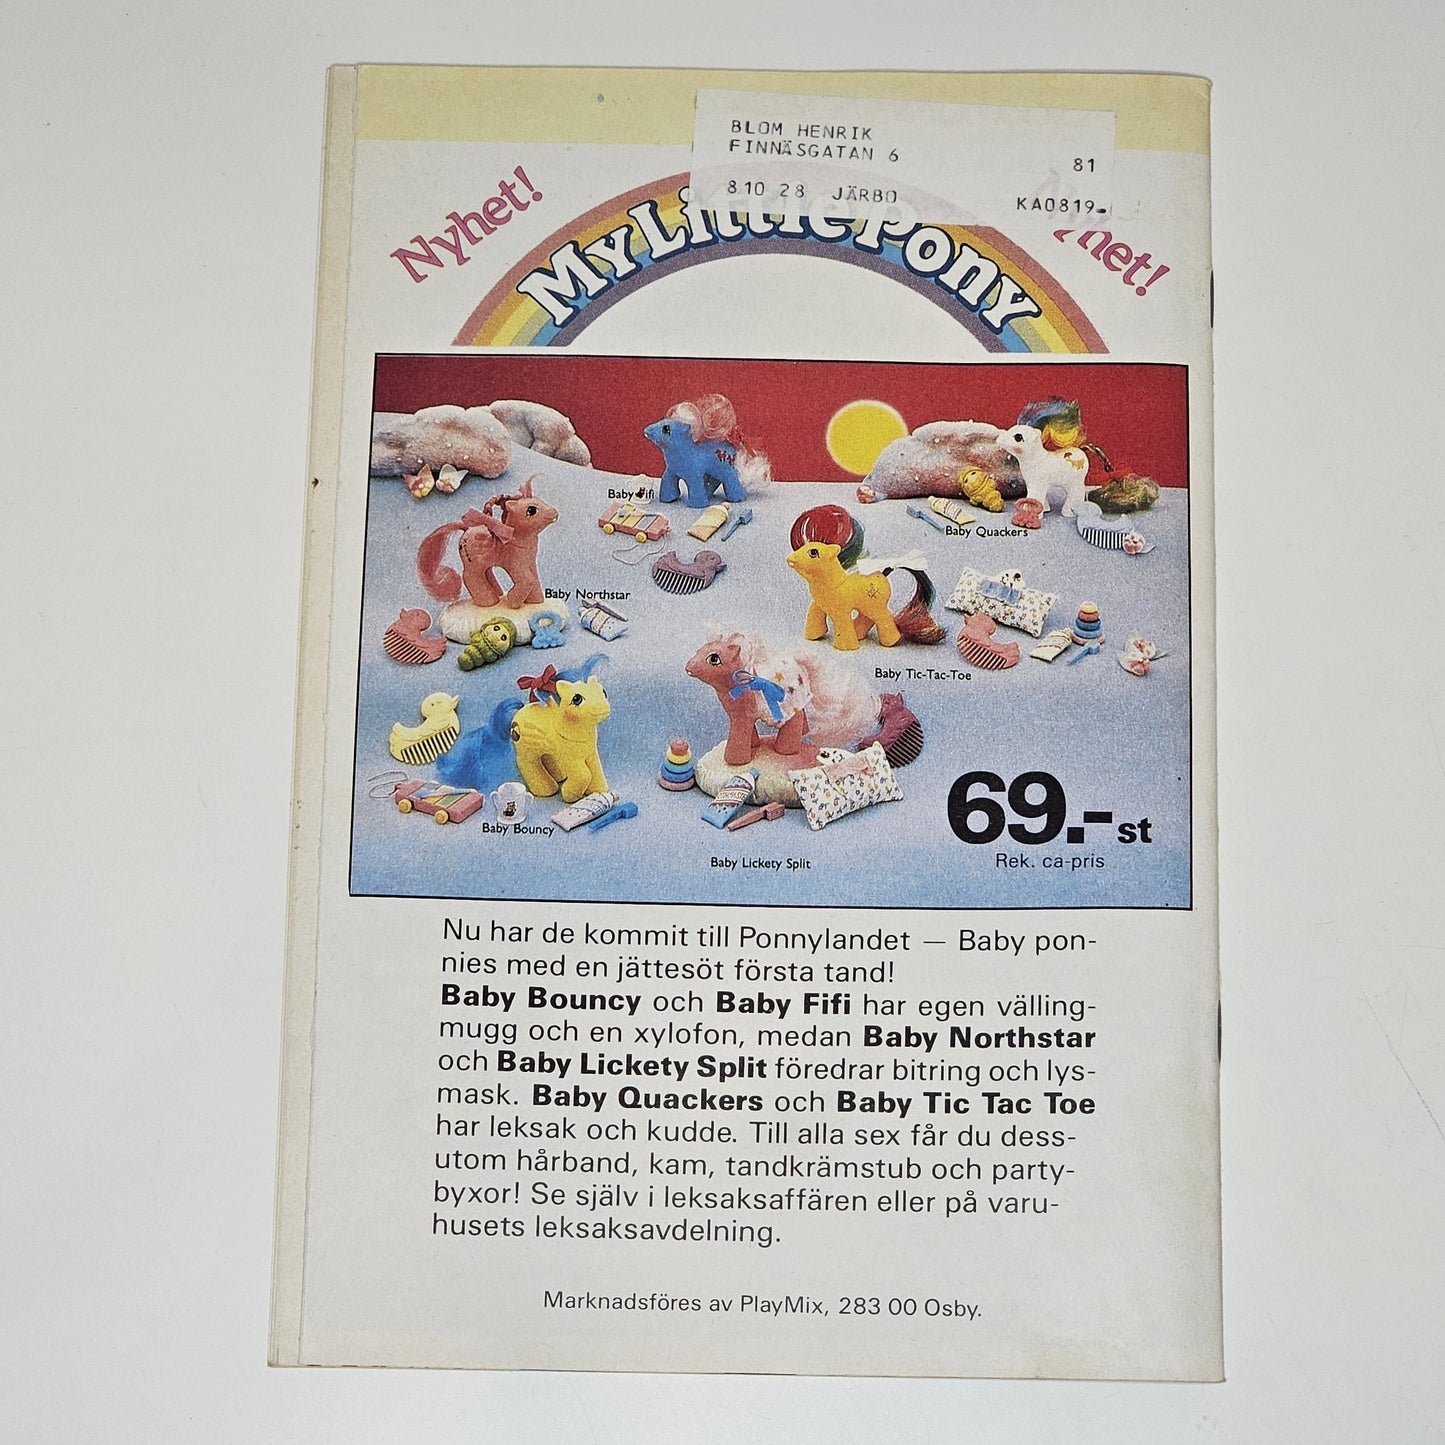 BLOM HENRIK
FINNÄSGATAN 6
81
810 28 JÄRBO
KA0819-
Nyhet!
My Little Pony
Nyhet!
Baby Fifi
Baby Quackers
Baby Northstar
Baby Tic-Tac-Toe
Baby Bouncy
Baby Lickety Split
69.- st
Rek. ca-pris
Nu har de kommit till Ponnylandet — Baby pon-
nies med en jättesöt första tand!
Baby Bouncy och Baby Fifi har egen välling-
mugg och en xylofon, medan Baby Northstar
och Baby Lickety Split föredrar bitring och lys-
mask. Baby Quackers och Baby Tic Tac Toe
har leksak och kudde. Till alla sex får du dess-
utom hårband, kam, tandkrämstub och party-
byxor! Se själv i leksaksaffären eller på varu-
husets leksaksavdelning.
Marknadsföres av PlayMix, 283 00 Osby.